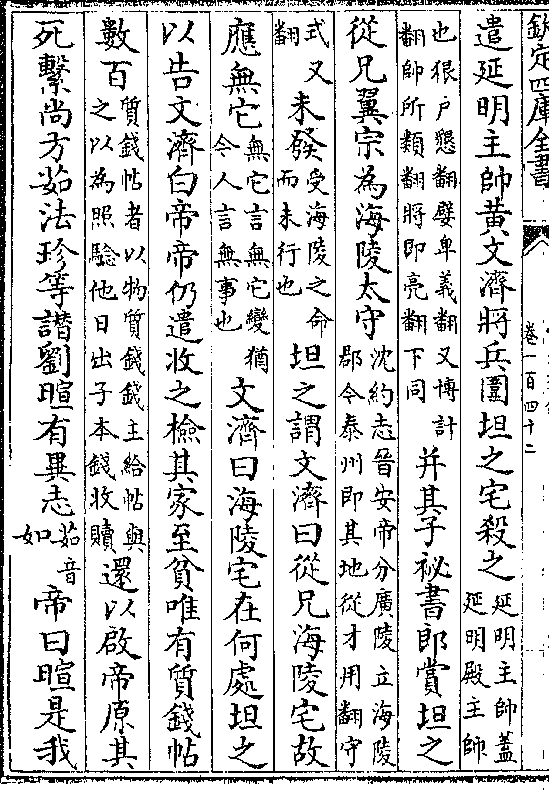 欽定四庫全書
卷一百四十二
遣延明主帥黄文濟將兵圍坦之宅殺之延明主帥蓋延明殿主帥
也很户懇翻嬖卑義翻又博計翻帥所類翻將即亮翻下同并其子祕書郎賞坦之
從兄翼宗為海陵太守沈約志晉安帝分廣陵立海陵郡今泰州即其地從才用翻守
式又翻未發受海陵之命而未行也坦之謂文濟曰從兄海陵宅故
應無它無它言無它變猶今人言無事也文濟曰海陵宅在何處坦之
以告文濟白帝帝仍遣收之檢其家至貧唯有質錢帖
數百質錢帖者以物質錢錢主給帖與之以為照驗他日出子本錢收贖還以啟帝原其
死繫尚方茹法珍等譖劉暄有異志茹音如帝曰暄是我